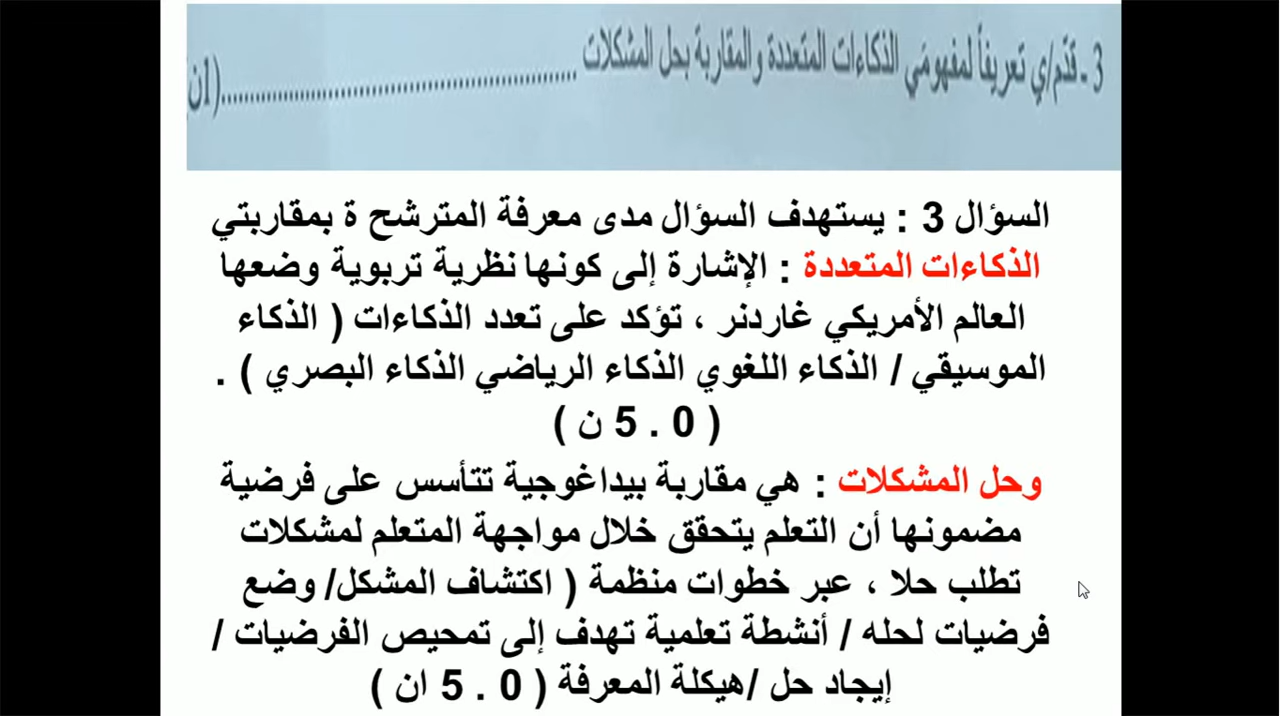 3 - قدّم/ي تعريفاً لمفهومَي الذكاءات المتعددة والمقاربة بحل المشكلات ........................................(1ن)
السؤال 3 : يستهدف السؤال مدى معرفة المترشح ة بمقاربتي
الذكاءات المتعددة : الإشارة إلى كونها نظرية تربوية وضعها
العالم الأمريكي غاردنر ، تؤكد على تعدد الذكاءات ( الذكاء
الموسيقي / الذكاء اللغوي الذكاء الرياضي الذكاء البصري ) .
( 0 . 5 ن )
وحل المشكلات : هي مقاربة بيداغوجية تتأسس على فرضية
مضمونها أن التعلم يتحقق خلال مواجهة المتعلم لمشكلات
تطلب حلا ، عبر خطوات منظمة ( اكتشاف المشكل/ وضع
فرضيات لحله / أنشطة تعلمية تهدف إلى تمحيص الفرضيات /
إيجاد حل /هيكلة المعرفة ( 0 . 5 ان )